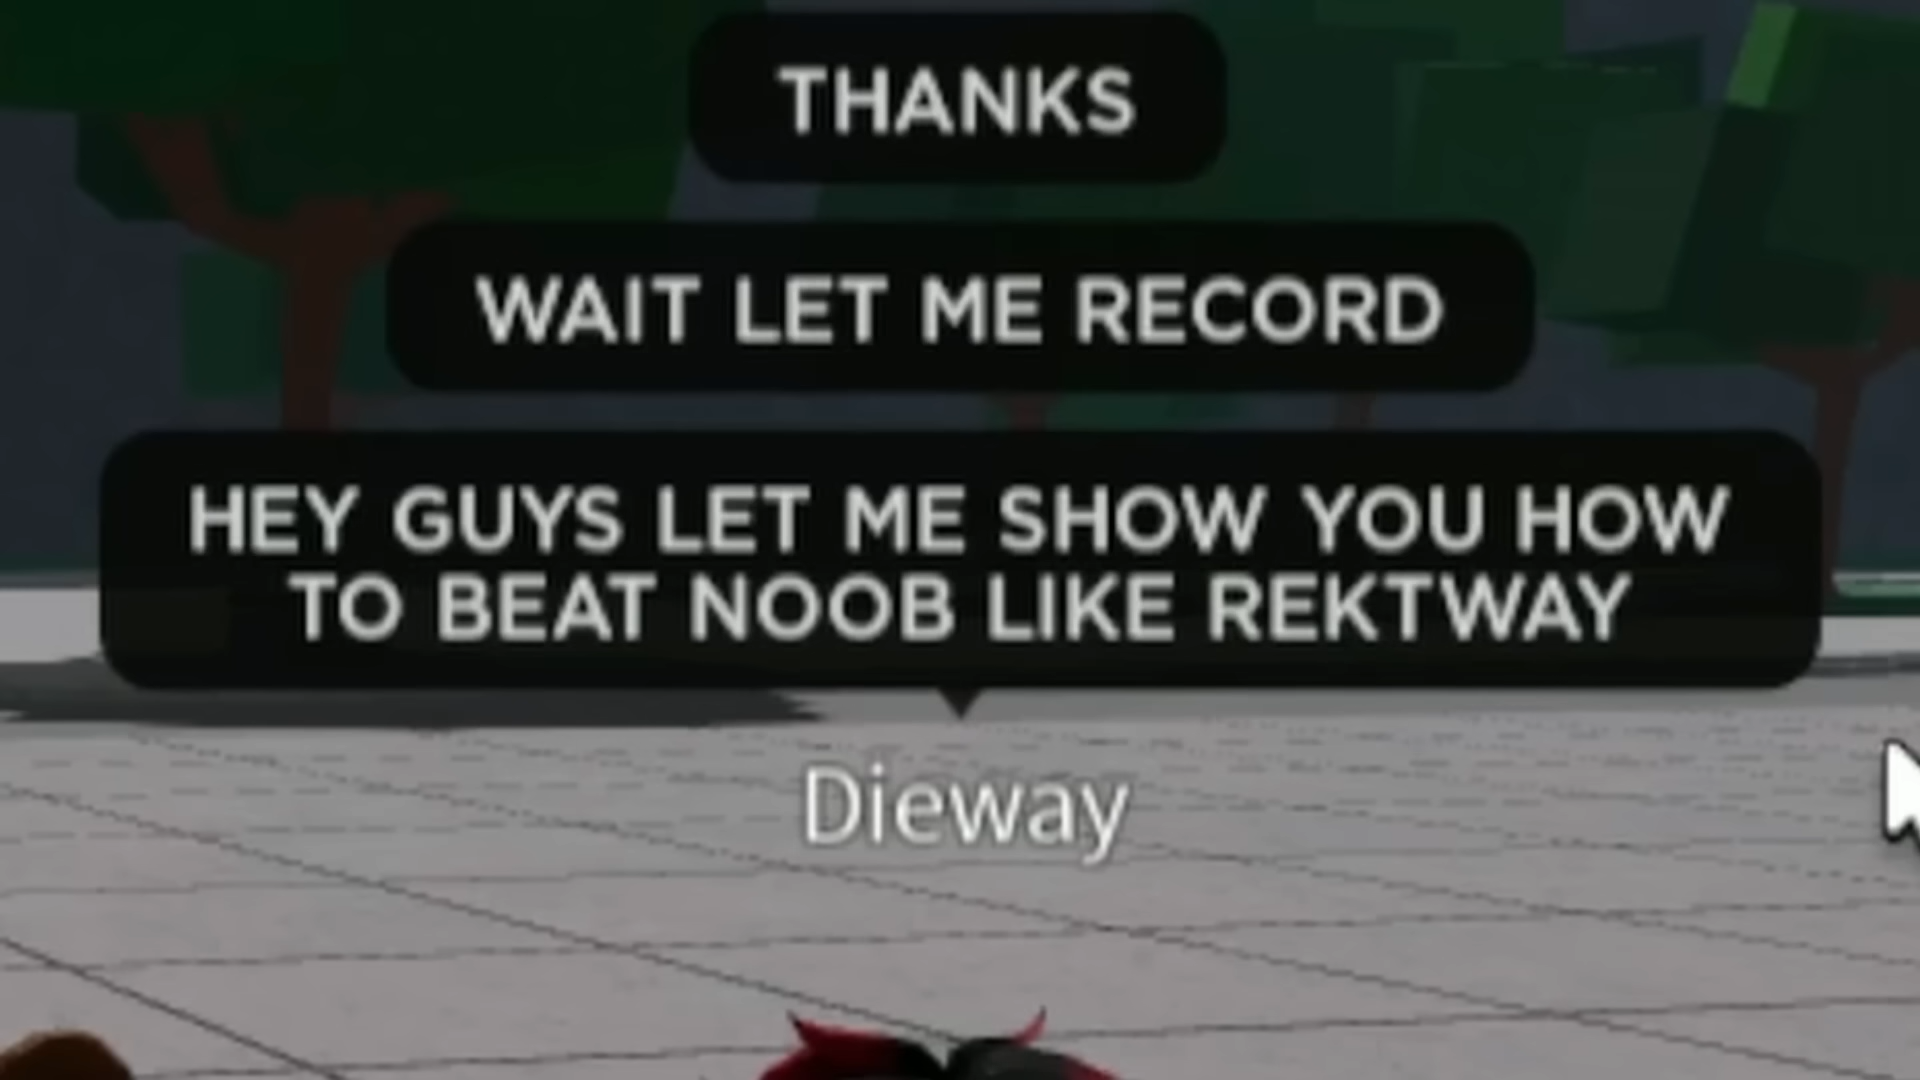 THANKS
WAIT LET ME RECORD
HEY GUYS LET ME SHOW YOU HOW
TO BEAT NOOB LIKE REKTWAY
Dieway